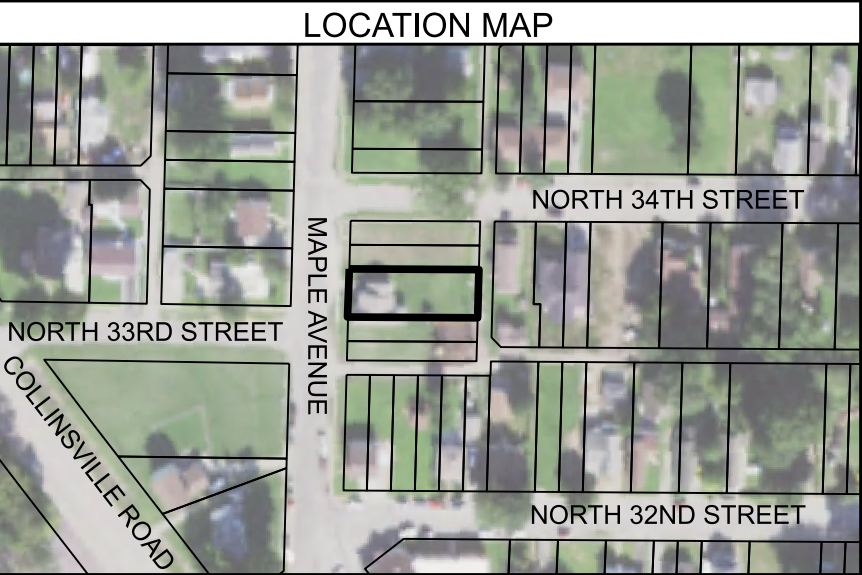 LOCATION MAP
NORTH 34TH STREET
MAPLE AVENUE
NORTH 33RD STREET
COLLINSVILLE ROAD
NORTH 32ND STREET